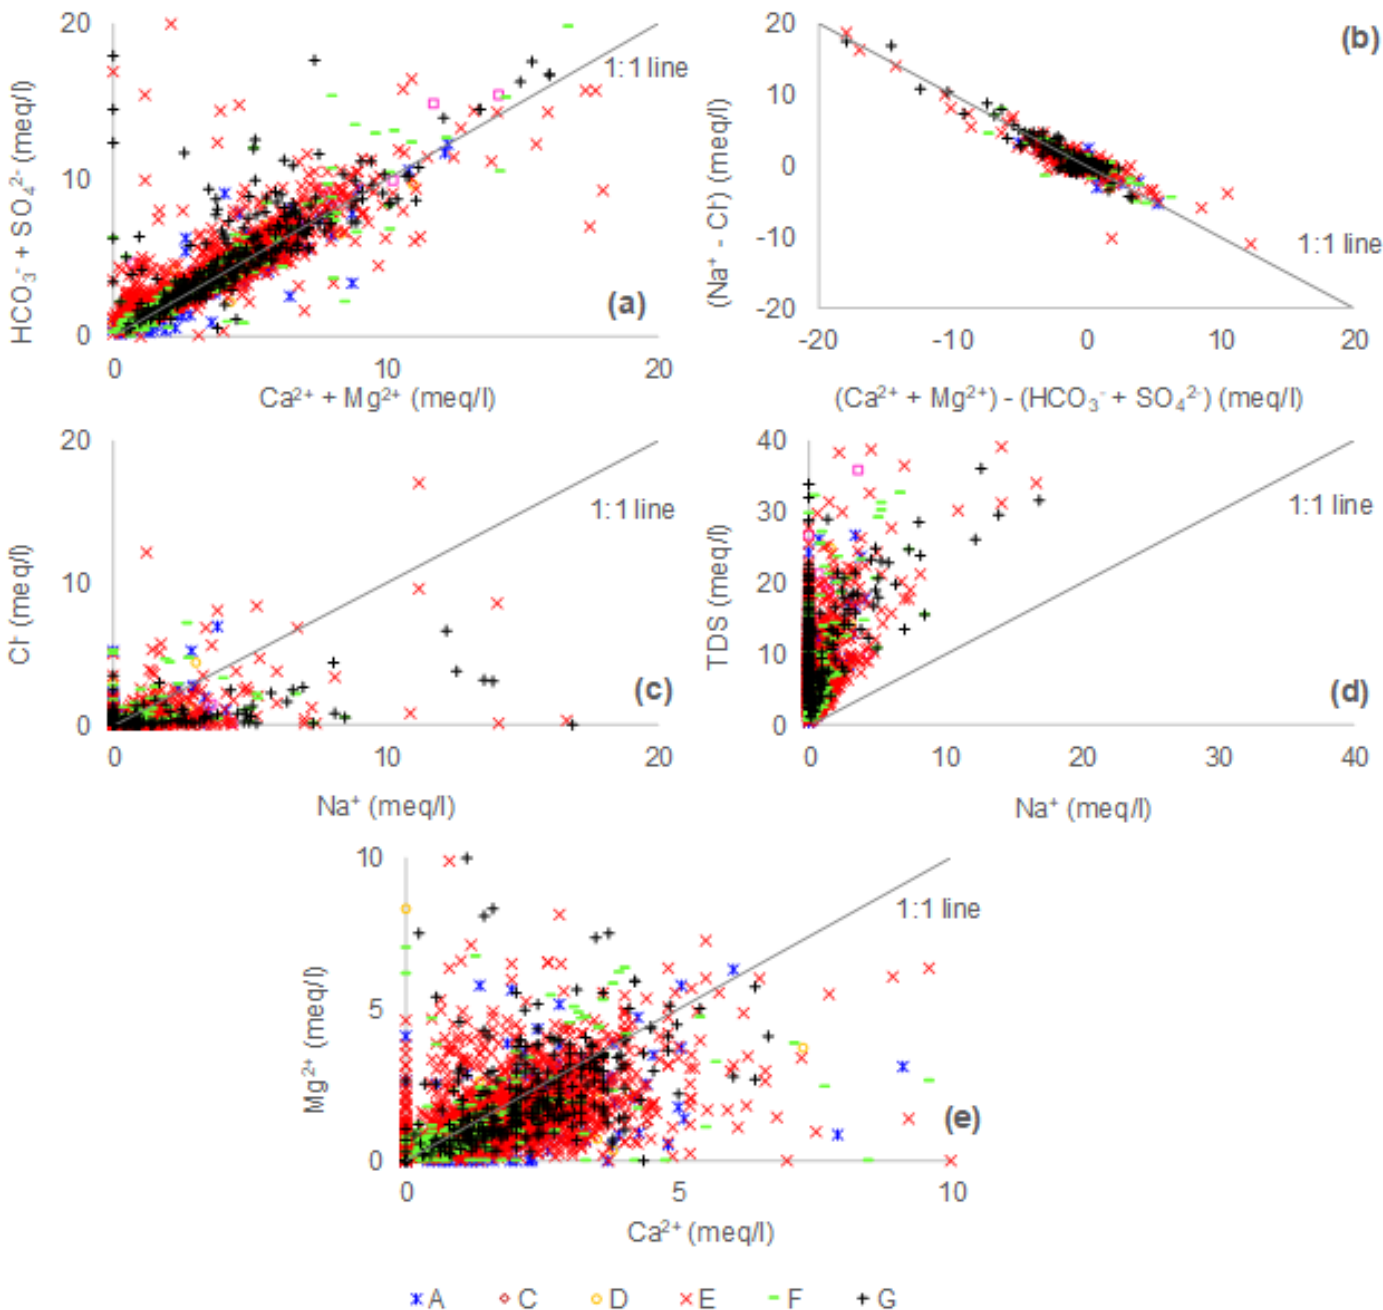 20
10
0
HCO₃⁻ + SO₄²⁻ (meq/l)
1:1 line
(a)
0 10 20
Ca²⁺ + Mg²⁺ (meq/l)
20
10
0
-10
-20
(Na⁺ - Cl⁻) (meq/l)
(b)
1:1 line
-20 -10 0 10 20
(Ca²⁺ + Mg²⁺) - (HCO₃⁻ + SO₄²⁻) (meq/l)
20
10
0
Cl⁻ (meq/l)
1:1 line
(c)
0 10 20
Na⁺ (meq/l)
40
30
20
10
0
TDS (meq/l)
1:1 line
(d)
0 10 20 30 40
Na⁺ (meq/l)
10
5
0
Mg²⁺ (meq/l)
1:1 line
(e)
0 5 10
Ca²⁺ (meq/l)
A C D E F G